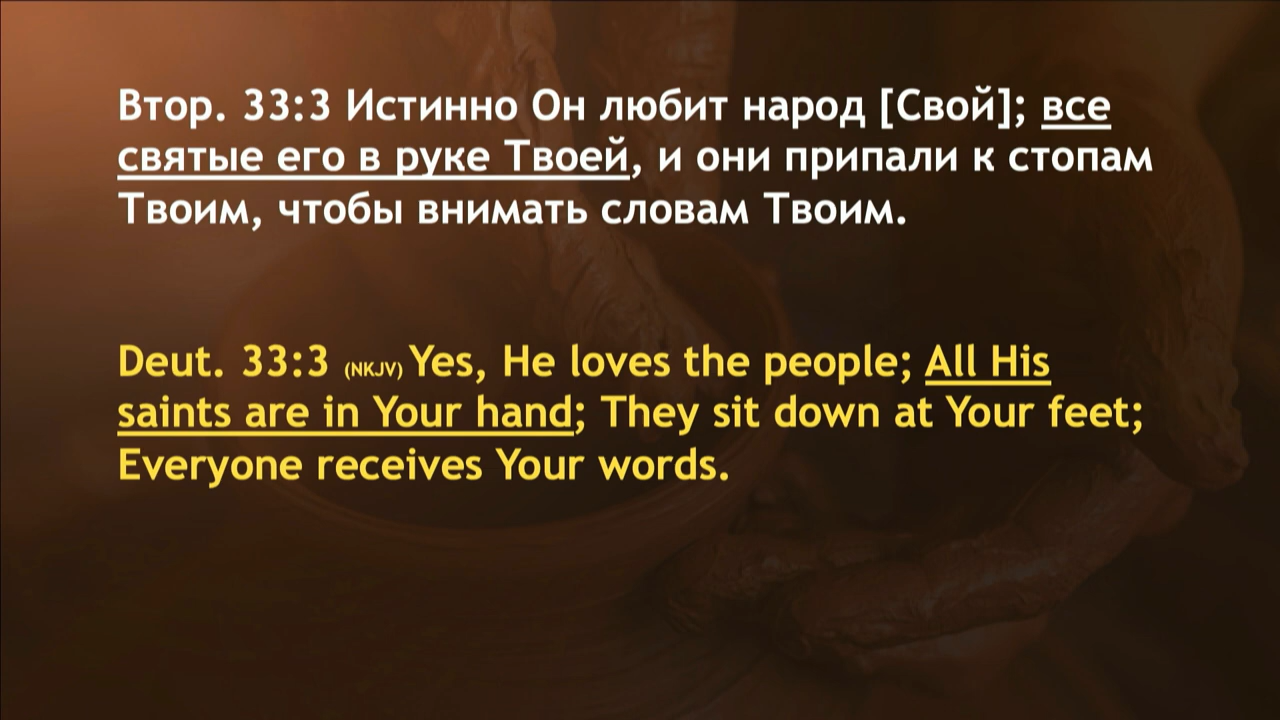 Втор. 33:3 Истинно Он любит народ [Свой]; все
святые его в руке Твоей, и они припали к стопам
Твоим, чтобы внимать словам Твоим.
Deut. 33:3 (NKJV) Yes, He loves the people; All His
saints are in Your hand; They sit down at Your feet;
Everyone receives Your words.